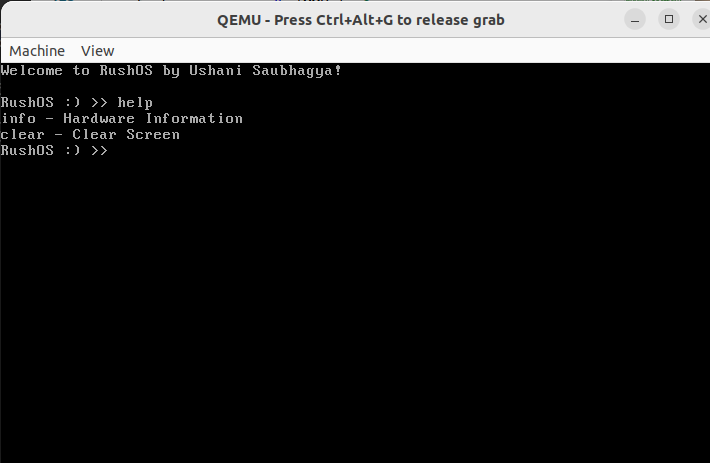 QEMU - Press Ctrl+Alt+G to release grab
Machine View
Welcome to RushOS by Ushani Saubhagya!
RushOS :) >> help
info - Hardware Information
clear - Clear Screen
RushOS :) >>